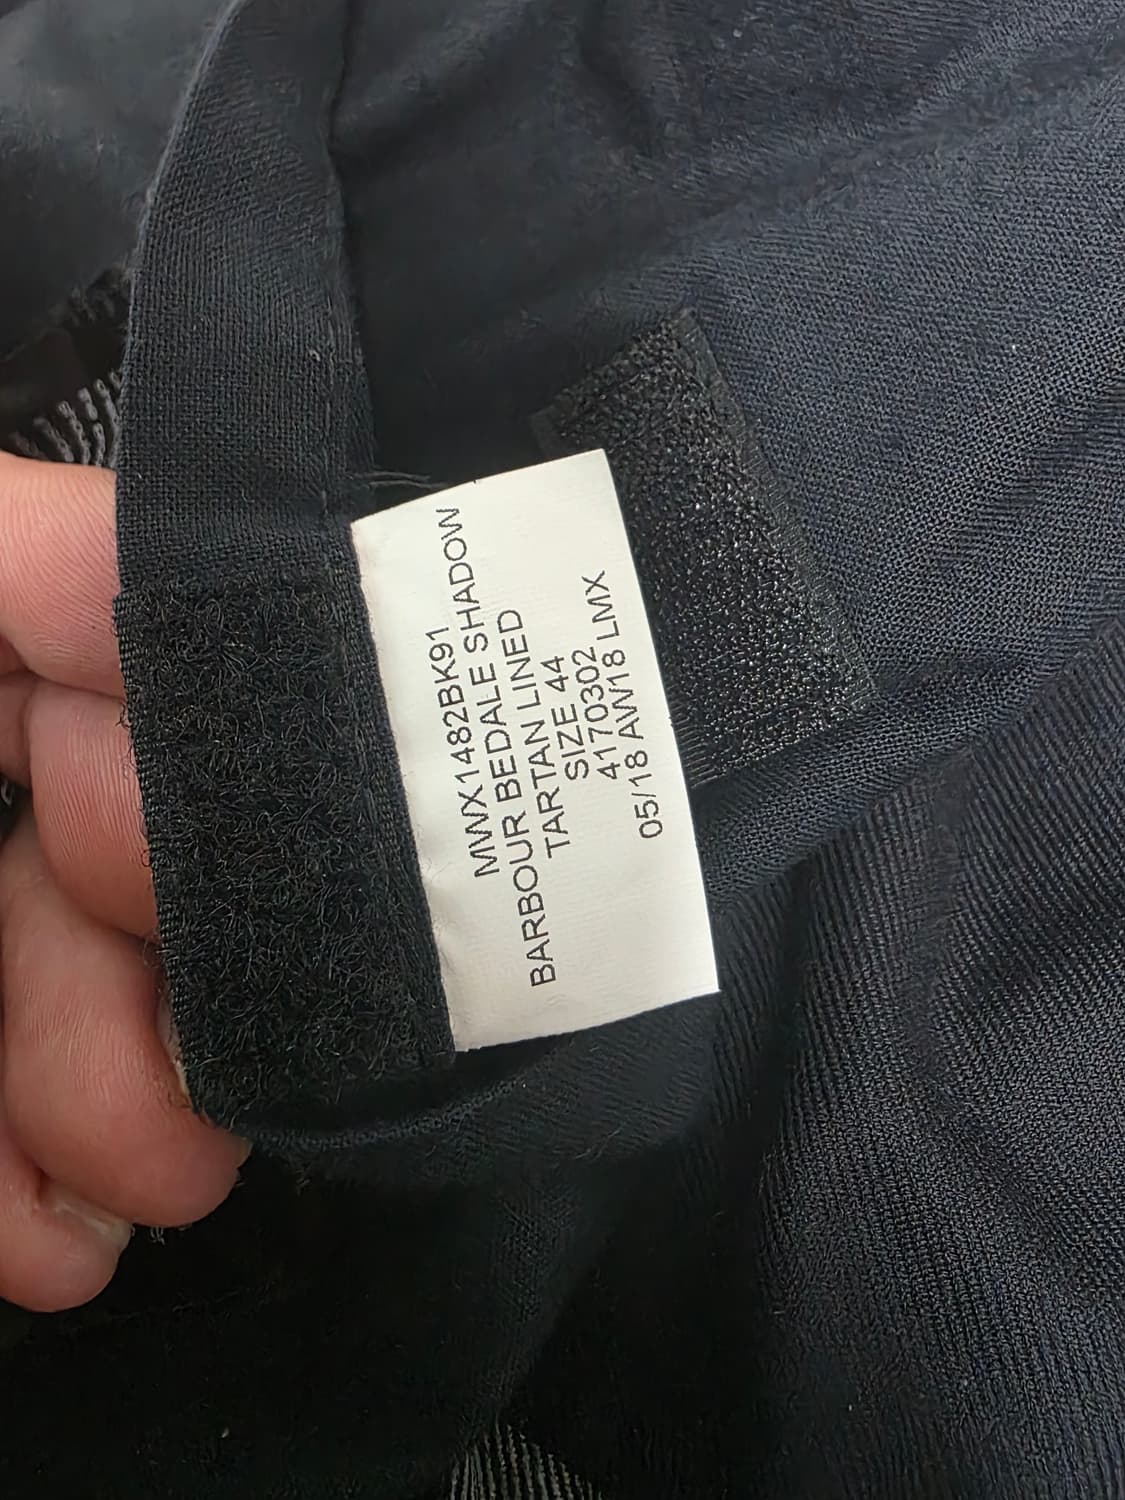 MWX1482BK91
BARBOUR BEDALE SHADOW
TARTAN LINED
SIZE 44
4170302
05/18 AW18 LMX